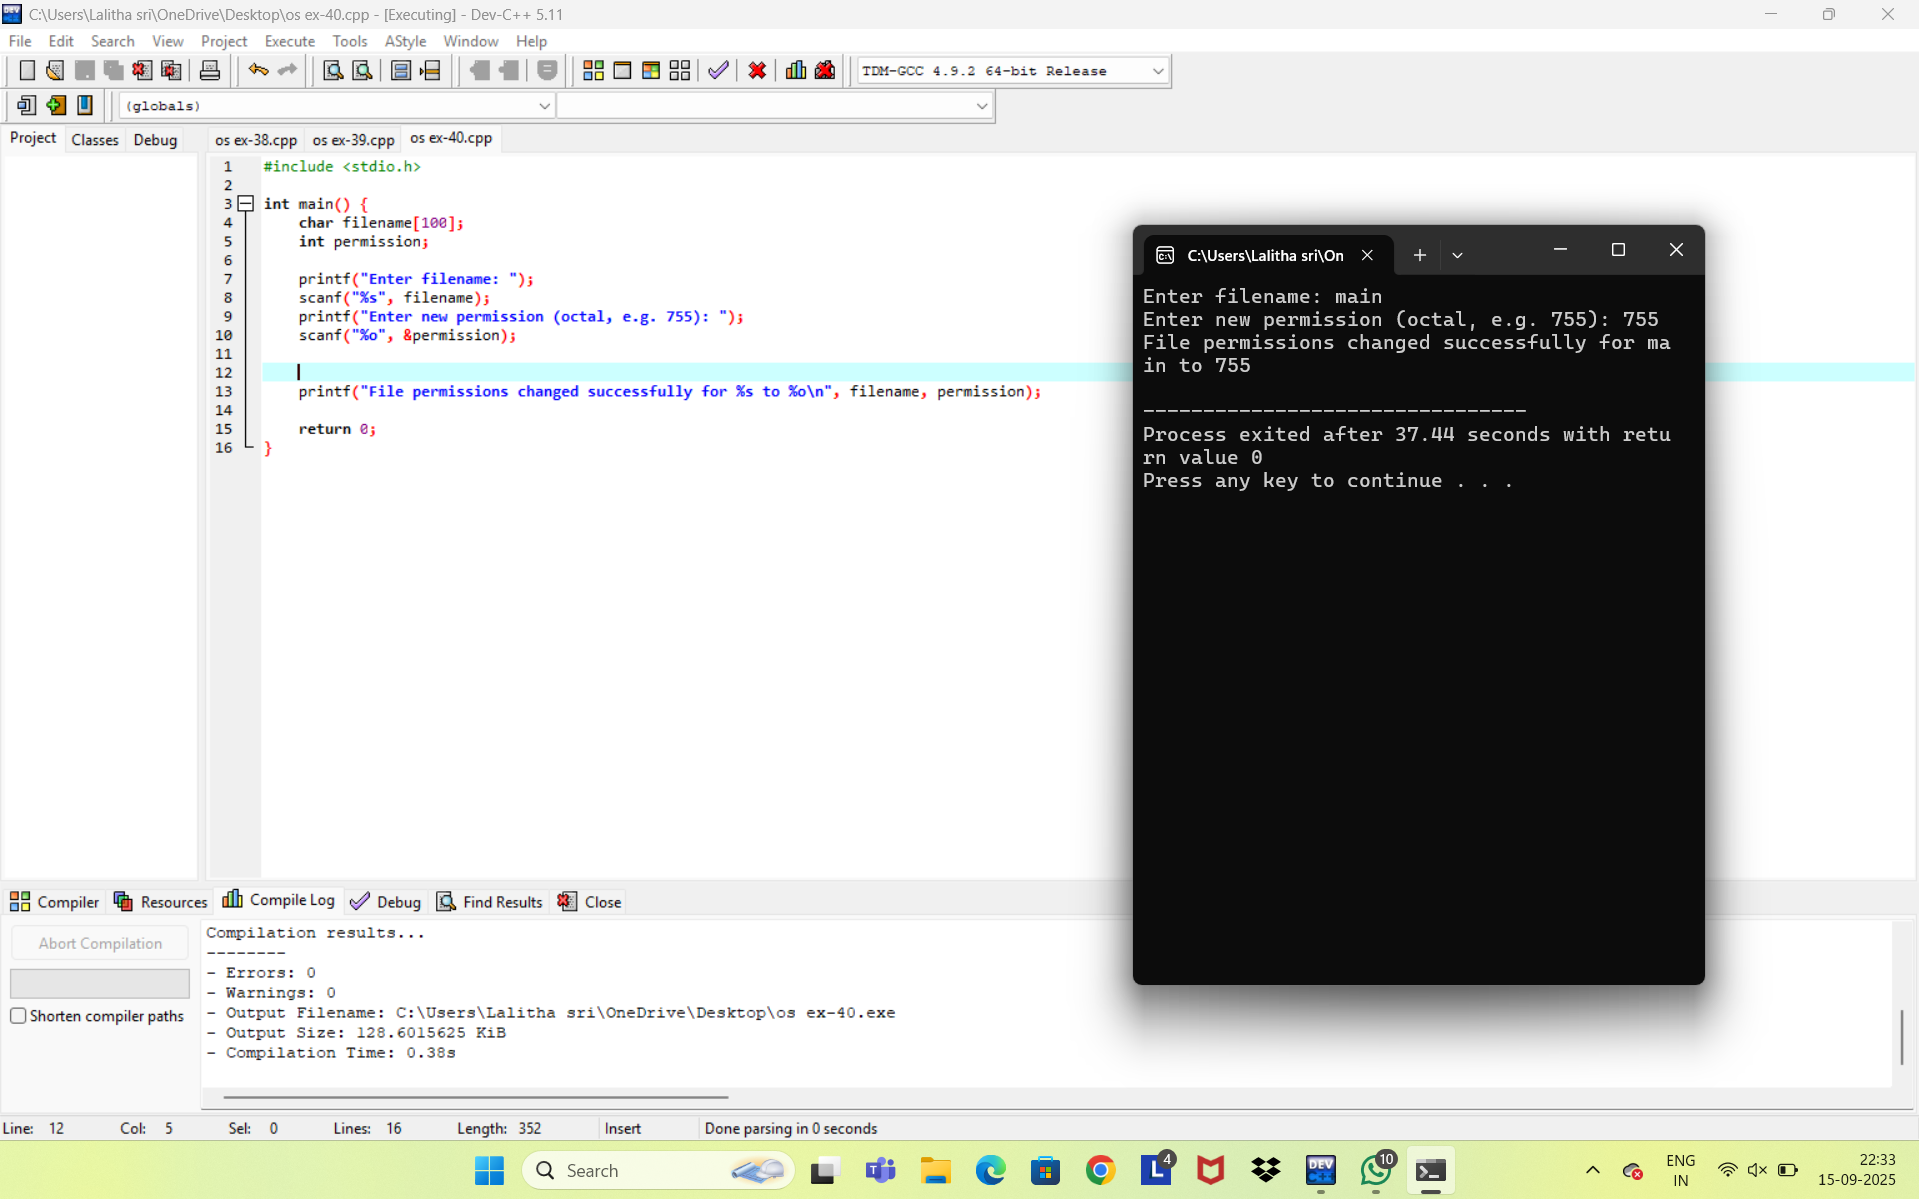 C:\Users\Lalitha sri\OneDrive\Desktop\os ex-40.cpp - [Executing] - Dev-C++ 5.11
File Edit Search View Project Execute Tools AStyle Window Help
TDM-GCC 4.9.2 64-bit Release
(globals)
Project Classes Debug
os ex-38.cpp os ex-39.cpp os ex-40.cpp
1 #include <stdio.h>
2
3 int main() {
4 char filename[100];
5 int permission;
6
7 printf("Enter filename: ");
8 scanf("%s", filename);
9 printf("Enter new permission (octal, e.g. 755): ");
10 scanf("%o", &permission);
11
12
13 printf("File permissions changed successfully for %s to %o\n", filename, permission);
14
15 return 0;
16 }
C:\Users\Lalitha sri\On
Enter filename: main
Enter new permission (octal, e.g. 755): 755
File permissions changed successfully for ma
in to 755
--------------------------------
Process exited after 37.44 seconds with retu
rn value 0
Press any key to continue . . .
Compiler Resources Compile Log Debug Find Results Close
Abort Compilation
Shorten compiler paths
Compilation results...
--------
- Errors: 0
- Warnings: 0
- Output Filename: C:\Users\Lalitha sri\OneDrive\Desktop\os ex-40.exe
- Output Size: 128.6015625 KiB
- Compilation Time: 0.38s
Line: 12 Col: 5 Sel: 0 Lines: 16 Length: 352 Insert Done parsing in 0 seconds
Search
L 4
DEV
10
ENG
IN
22:33
15-09-2025